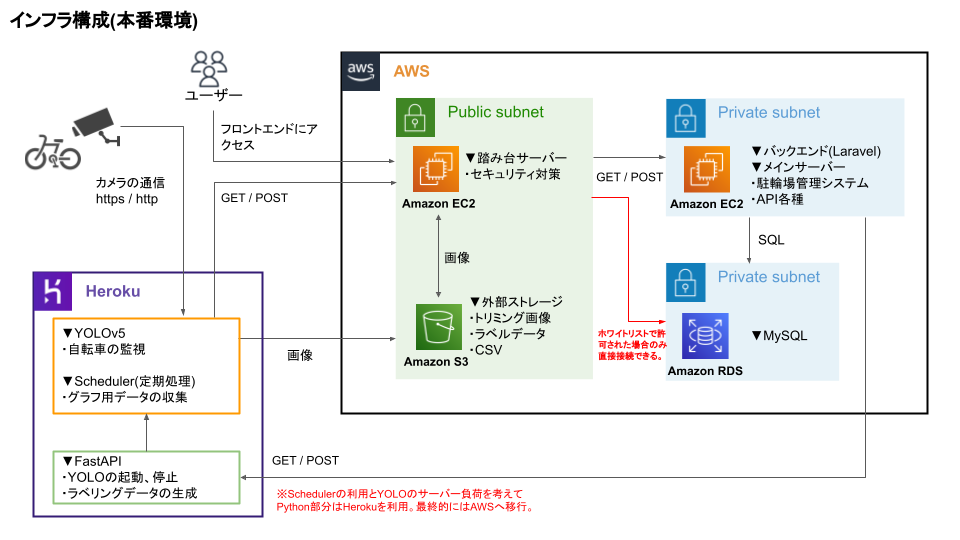 インフラ構成(本番環境)
ユーザー
フロントエンドにア
クセス
カメラの通信
https / http
GET / POST
aws
AWS
Public subnet
▼踏み台サーバー
・セキュリティ対策
Amazon EC2
画像
▼外部ストレージ
・トリミング画像
・ラベルデータ
・CSV
Amazon S3
GET / POST
Private subnet
▼バックエンド(Laravel)
▼メインサーバー
・駐輪場管理システム
・API各種
Amazon EC2
SQL
Private subnet
▼MySQL
Amazon RDS
ホワイトリストで許
可された場合のみ
直接接続できる。
Heroku
▼YOLOv5
・自転車の監視
▼Scheduler(定期処理)
・グラフ用データの収集
画像
▼FastAPI
・YOLOの起動、停止
・ラベリングデータの生成
GET / POST
※Schedulerの利用とYOLOのサーバー負荷を考えて
Python部分はHerokuを利用。最終的にはAWSへ移行。